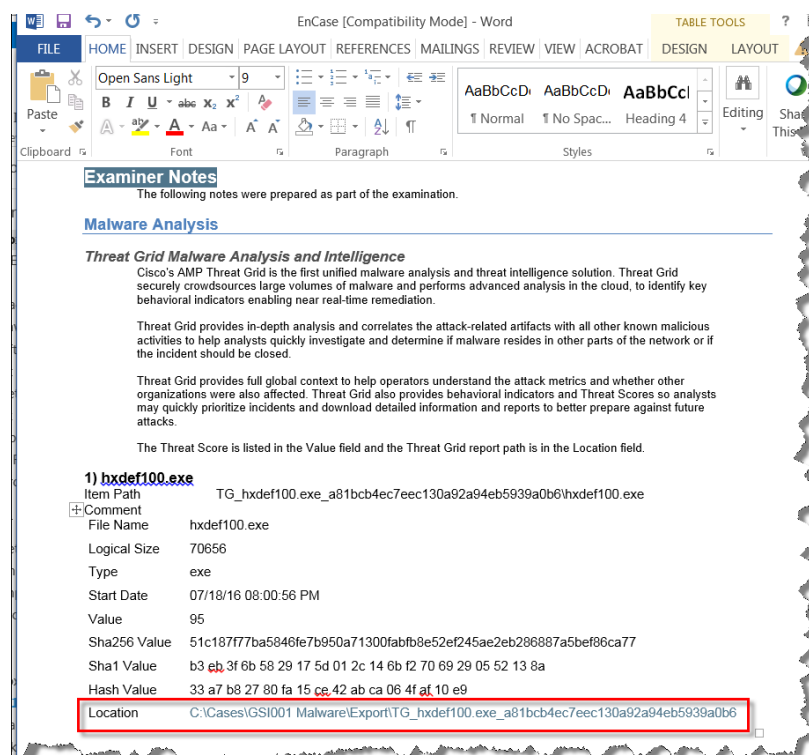 EnCase [Compatibility Mode] - Word
TABLE TOOLS
?
FILE HOME INSERT DESIGN PAGE LAYOUT REFERENCES MAILINGS REVIEW VIEW ACROBAT DESIGN LAYOUT
Open Sans Light 9
Paste
B I U abc X₂ X² A
A aby A Aa A A
AaBbCcDc AaBbCcDc AaBbCcl
¶ Normal ¶ No Spac... Heading 4
Editing
This
Clipboard Font Paragraph Styles
Examiner Notes
The following notes were prepared as part of the examination.
Malware Analysis
Threat Grid Malware Analysis and Intelligence
Cisco's AMP Threat Grid is the first unified malware analysis and threat intelligence solution. Threat Grid
securely crowdsources large volumes of malware and performs advanced analysis in the cloud, to identify key
behavioral indicators enabling near real-time remediation.
Threat Grid provides in-depth analysis and correlates the attack-related artifacts with all other known malicious
activities to help analysts quickly investigate and determine if malware resides in other parts of the network or if
the incident should be closed.
Threat Grid provides full global context to help operators understand the attack metrics and whether other
organizations were also affected. Threat Grid also provides behavioral indicators and Threat Scores so analysts
may quickly prioritize incidents and download detailed information and reports to better prepare against future
attacks.
The Threat Score is listed in the Value field and the Threat Grid report path is in the Location field.
1) hxdef100.exe
Item Path TG_hxdef100.exe_a81bcb4ec7eec130a92a94eb5939a0b6\hxdef100.exe
Comment
File Name hxdef100.exe
Logical Size 70656
Type exe
Start Date 07/18/16 08:00:56 PM
Value 95
Sha256 Value 51c187f77ba5846fe7b950a71300fabfb8e52ef245ae2eb286887a5bef86ca77
Sha1 Value b3 eb 3f 6b 58 29 17 5d 01 2c 14 6b f2 70 69 29 05 52 13 8a
Hash Value 33 a7 b8 27 80 fa 15 ce 42 ab ca 06 4f af 10 e9
Location C:\Cases\GSI001 Malware\Export\TG_hxdef100.exe_a81bcb4ec7eec130a92a94eb5939a0b6